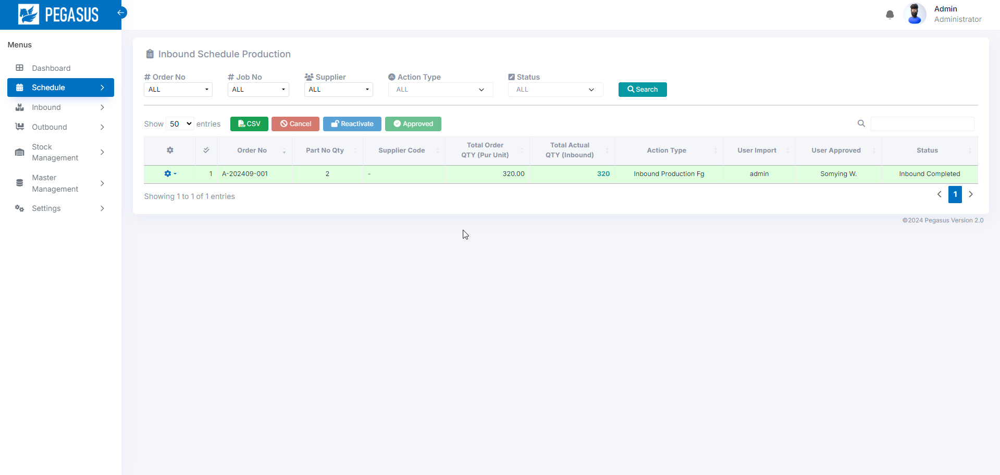 PEGASUS
Admin
Administrator
Menus
Dashboard
Schedule
Inbound
Outbound
Stock
Management
Master
Management
Settings
Inbound Schedule Production
# Order No # Job No Supplier Action Type Status
ALL ALL ALL ALL ALL Search
Show 50 entries CSV Cancel Reactivate Approved
Order No Part No Qty Supplier Code Total Order QTY (Pur Unit) Total Actual QTY (Inbound) Action Type User Import User Approved Status
1 A-202409-001 2 - 320.00 320 Inbound Production Fg admin Somying W. Inbound Completed
Showing 1 to 1 of 1 entries
1
©2024 Pegasus Version 2.0